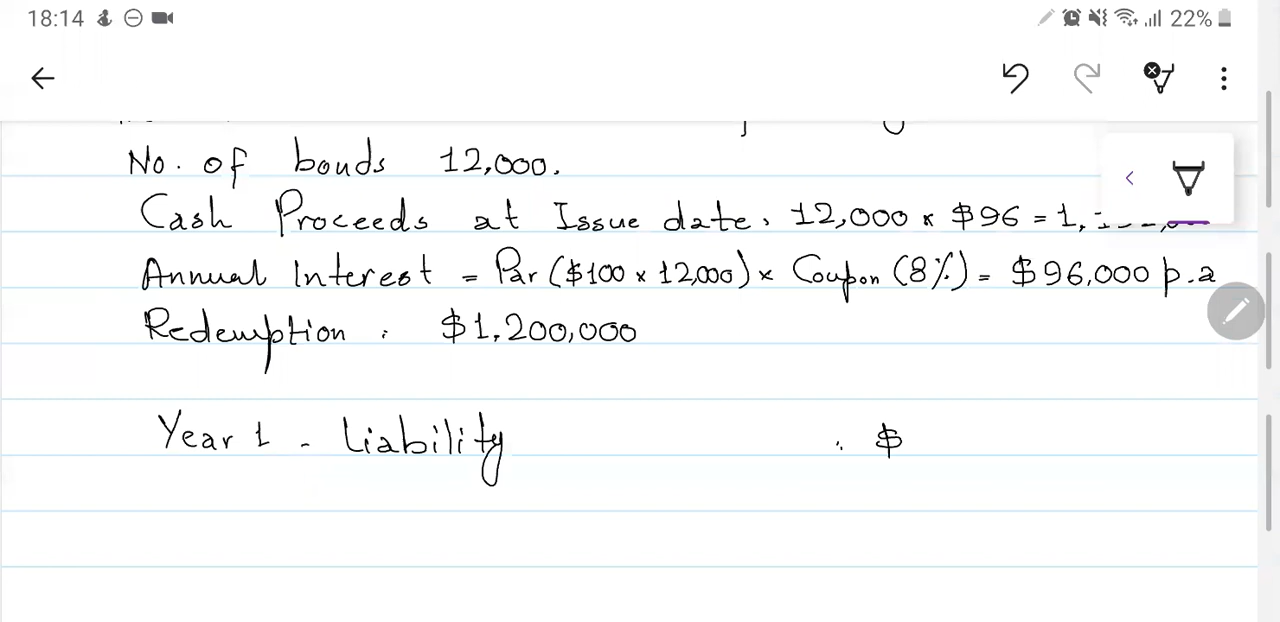 18:14 22%
No. of bonds 12,000.
Cash Proceeds at Issue date. 12,000 x $96 =
Annual Interest = Par ($100 x 12,000) x Coupon (8%) = $96,000 p.a
Redemption : $1,200,000
Year 1 - Liability : $